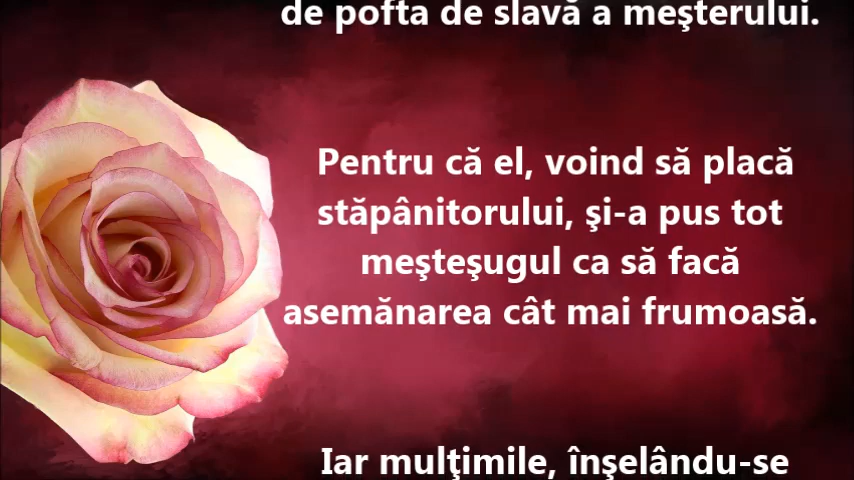 de pofta de slavă a meşterului.
Pentru că el, voind să placă
stăpânitorului, şi-a pus tot
meşteşugul ca să facă
asemănarea cât mai frumoasă.
Iar mulţimile, înşelându-se